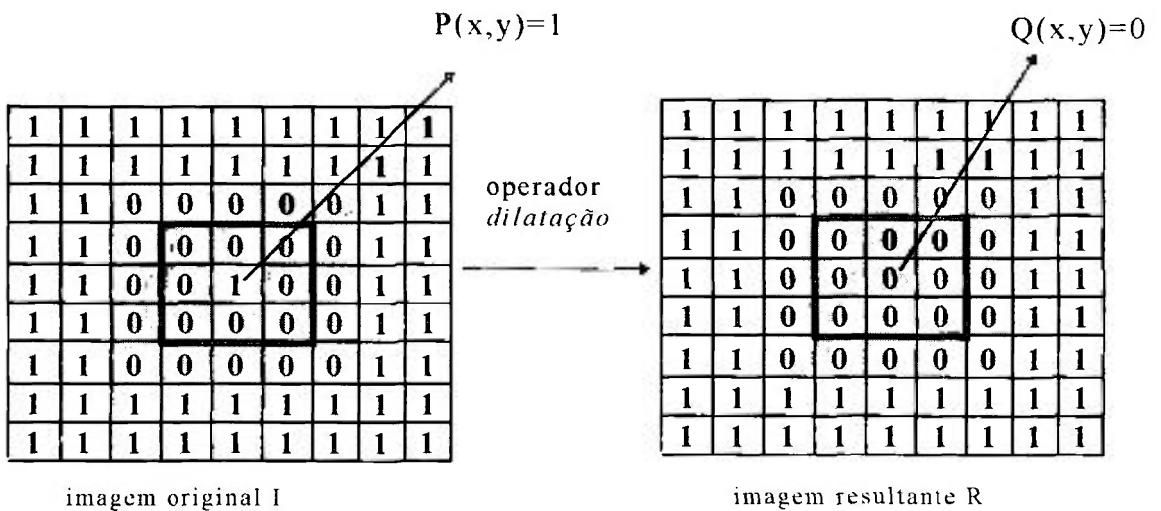 P(x,y)=1
Q(x,y)=0
1 1 1 1 1 1 1 1 1
1 1 1 1 1 1 1 1 1
1 1 0 0 0 0 0 1 1
1 1 0 0 0 0 0 1 1
1 1 0 0 1 0 0 1 1
1 1 0 0 0 0 0 1 1
1 1 0 0 0 0 0 1 1
1 1 1 1 1 1 1 1 1
1 1 1 1 1 1 1 1 1
imagem original I
operador
dilatação
1 1 1 1 1 1 1 1 1
1 1 1 1 1 1 1 1 1
1 1 0 0 0 0 0 1 1
1 1 0 0 0 0 0 1 1
1 1 0 0 0 0 0 1 1
1 1 0 0 0 0 0 1 1
1 1 0 0 0 0 0 1 1
1 1 1 1 1 1 1 1 1
1 1 1 1 1 1 1 1 1
imagem resultante R